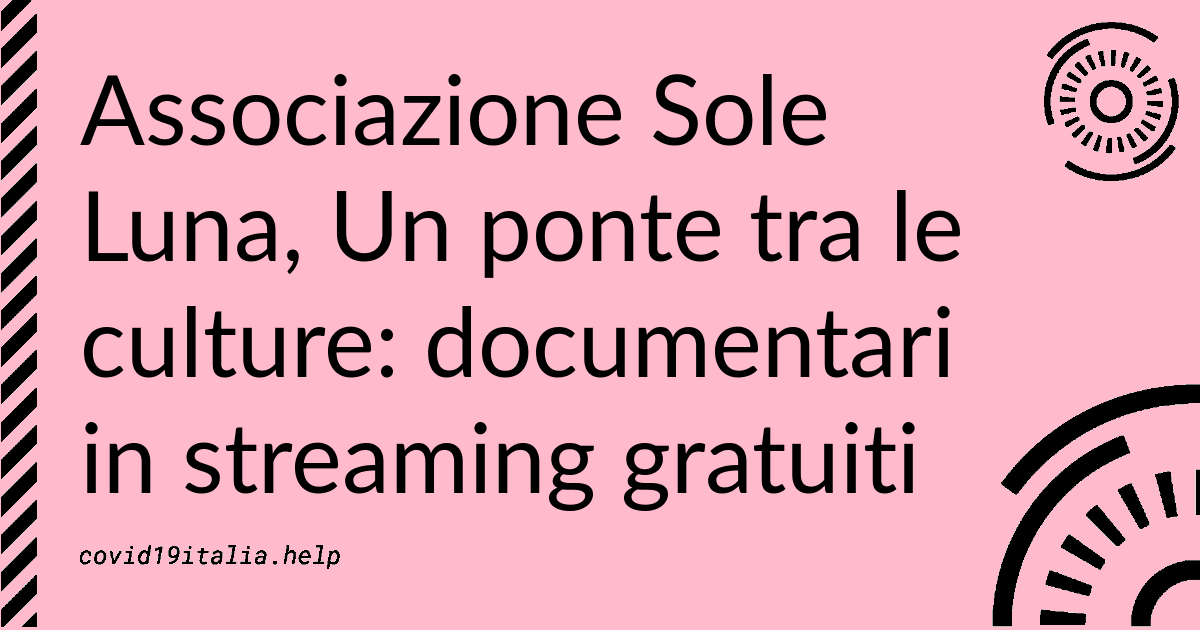 Associazione Sole
Luna, Un ponte tra le
culture: documentari
in streaming gratuiti
covid19italia.help